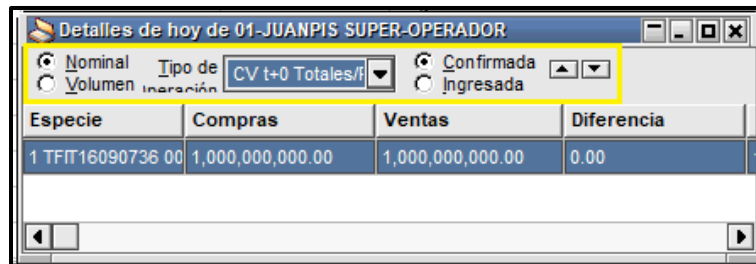 Detalles de hoy de 01-JUANPIS SUPER-OPERADOR
Nominal Tipo de CV t+0 Totales/ Confirmada
Volumen Ingresada
Especie Compras Ventas Diferencia
1 TFIT16090736 00 1,000,000,000.00 1,000,000,000.00 0.00